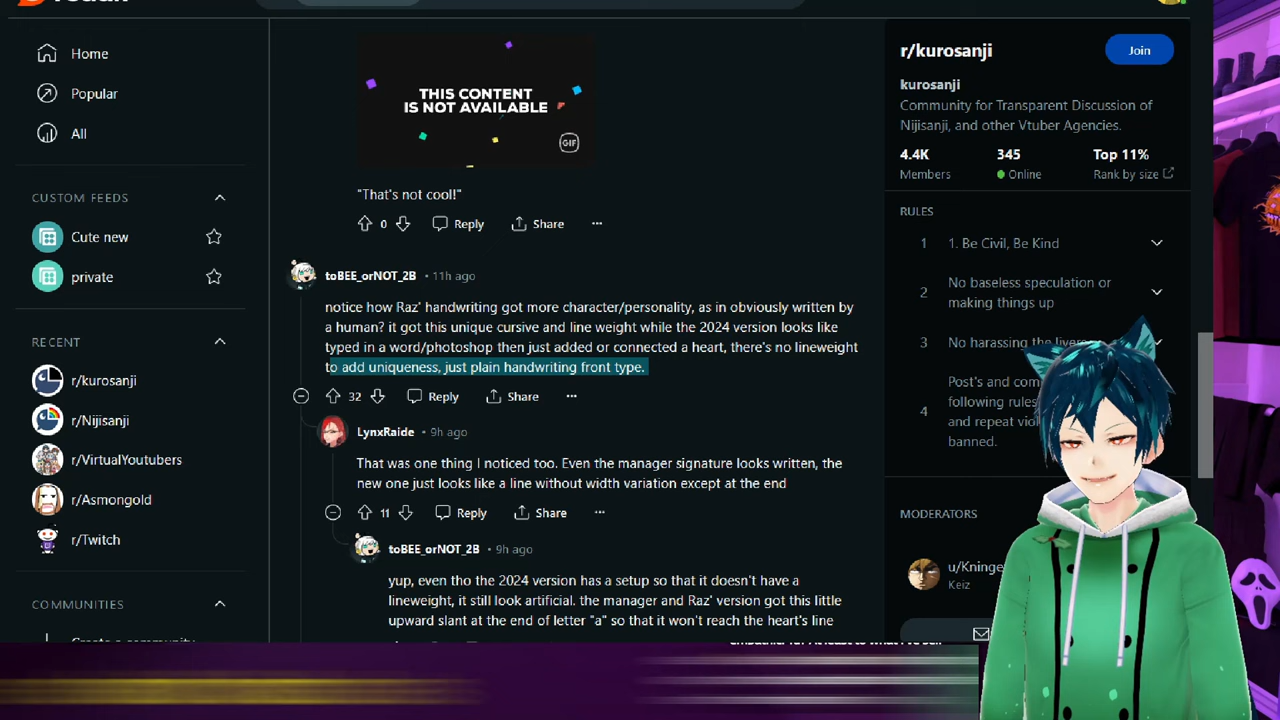 Home
Popular
All
CUSTOM FEEDS
Cute new
private
RECENT
r/kurosanji
r/Nijisanji
r/VirtualYoutubers
r/Asmongold
r/Twitch
COMMUNITIES
THIS CONTENT
IS NOT AVAILABLE
GIF
"That's not cool!"
0 Reply Share
toBEE_orNOT_2B • 11h ago
notice how Raz' handwriting got more character/personality, as in obviously written by
a human? it got this unique cursive and line weight while the 2024 version looks like
typed in a word/photoshop then just added or connected a heart, there's no lineweight
to add uniqueness, just plain handwriting front type.
32 Reply Share
LynxRaide • 9h ago
That was one thing I noticed too. Even the manager signature looks written, the
new one just looks like a line without width variation except at the end
11 Reply Share
toBEE_orNOT_2B • 9h ago
yup, even tho the 2024 version has a setup so that it doesn't have a
lineweight, it still look artificial. the manager and Raz' version got this little
upward slant at the end of letter "a" so that it won't reach the heart's line
r/kurosanji
Join
kurosanji
Community for Transparent Discussion of
Nijisanji, and other Vtuber Agencies.
4.4K 345 Top 11%
Members Online Rank by size
RULES
1 1. Be Civil, Be Kind
2 No baseless speculation or
making things up
3 No harassing the livers
4 Post's and com
following rules
and repeat viol
banned.
MODERATORS
u/Kninge
Keiz